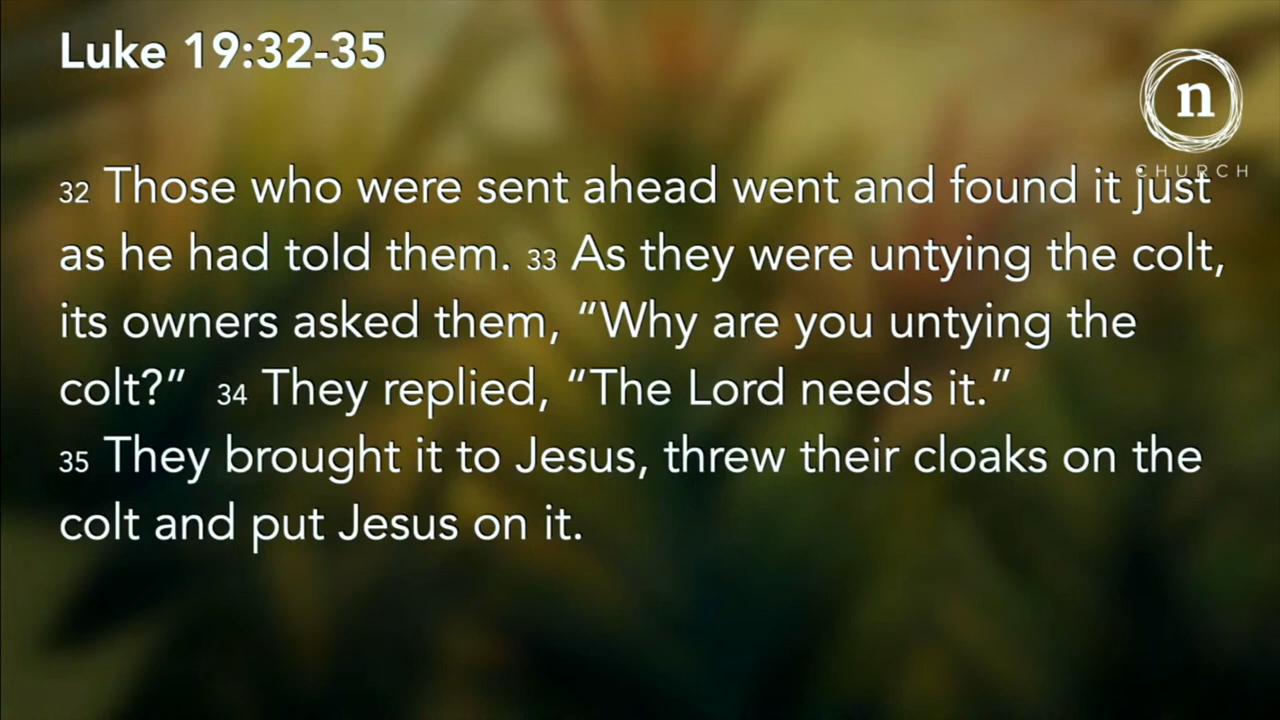 Luke 19:32-35
n
CHURCH
32 Those who were sent ahead went and found it just
as he had told them. 33 As they were untying the colt,
its owners asked them, “Why are you untying the
colt?” 34 They replied, “The Lord needs it.”
35 They brought it to Jesus, threw their cloaks on the
colt and put Jesus on it.